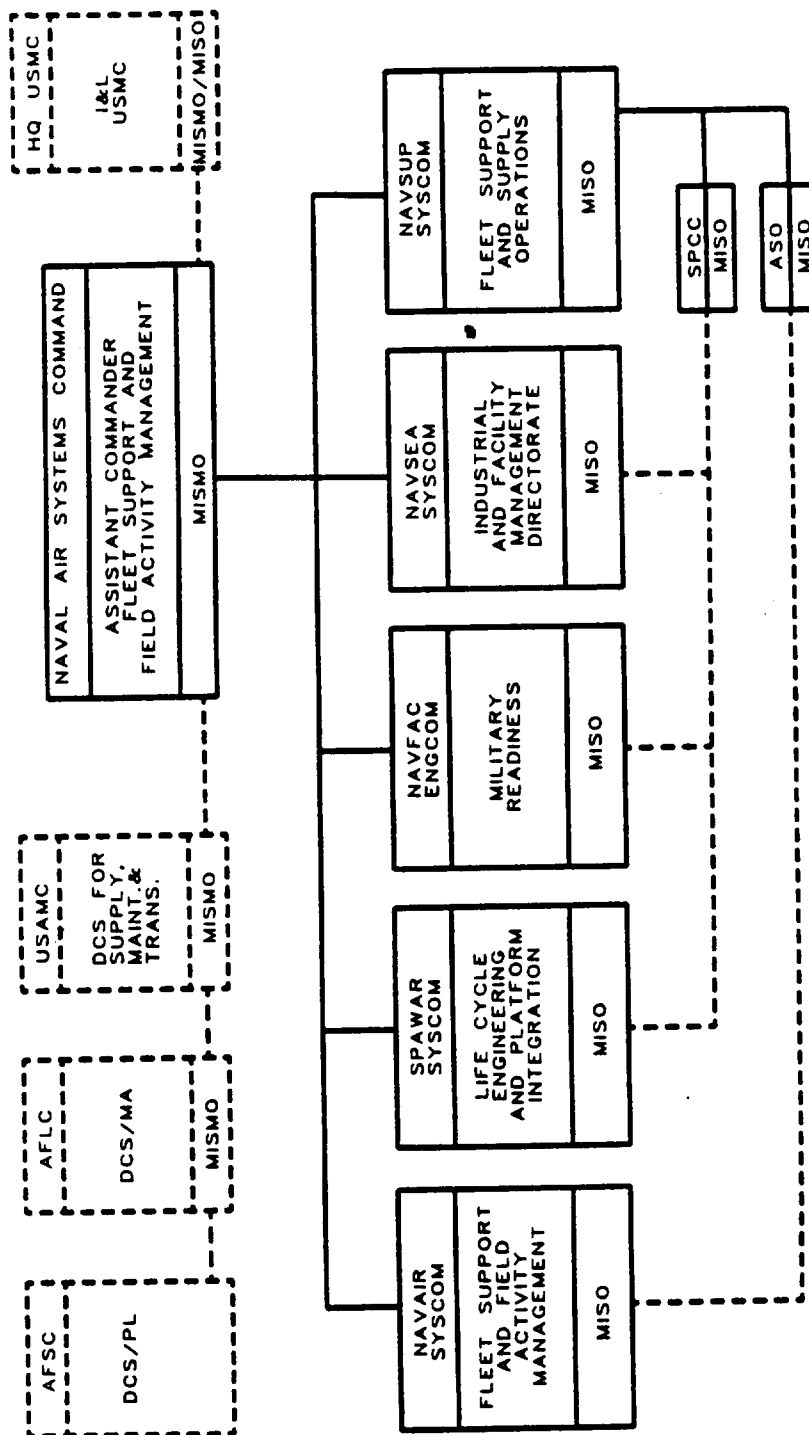 AFSC
DCS/PL
AFLC
DCS/MA
MISMO
USAMC
DCS FOR
SUPPLY,
MAINT.&
TRANS.
MISMO
NAVAL AIR SYSTEMS COMMAND
ASSISTANT COMMANDER
FLEET SUPPORT AND
FIELD ACTIVITY MANAGEMENT
MISMO
HQ USMC
I&L
USMC
MISMO/MISO
NAVAIR
SYSCOM
FLEET SUPPORT
AND FIELD
ACTIVITY
MANAGEMENT
MISO
SPAWAR
SYSCOM
LIFE CYCLE
ENGINEERING
AND PLATFORM
INTEGRATION
MISO
NAVFAC
ENGCOM
MILITARY
READINESS
MISO
NAVSEA
SYSCOM
INDUSTRIAL
AND FACILITY
MANAGEMENT
DIRECTORATE
MISO
NAVSUP
SYSCOM
FLEET SUPPORT
AND SUPPLY
OPERATIONS
MISO
SPCC
MISO
ASO
MISO